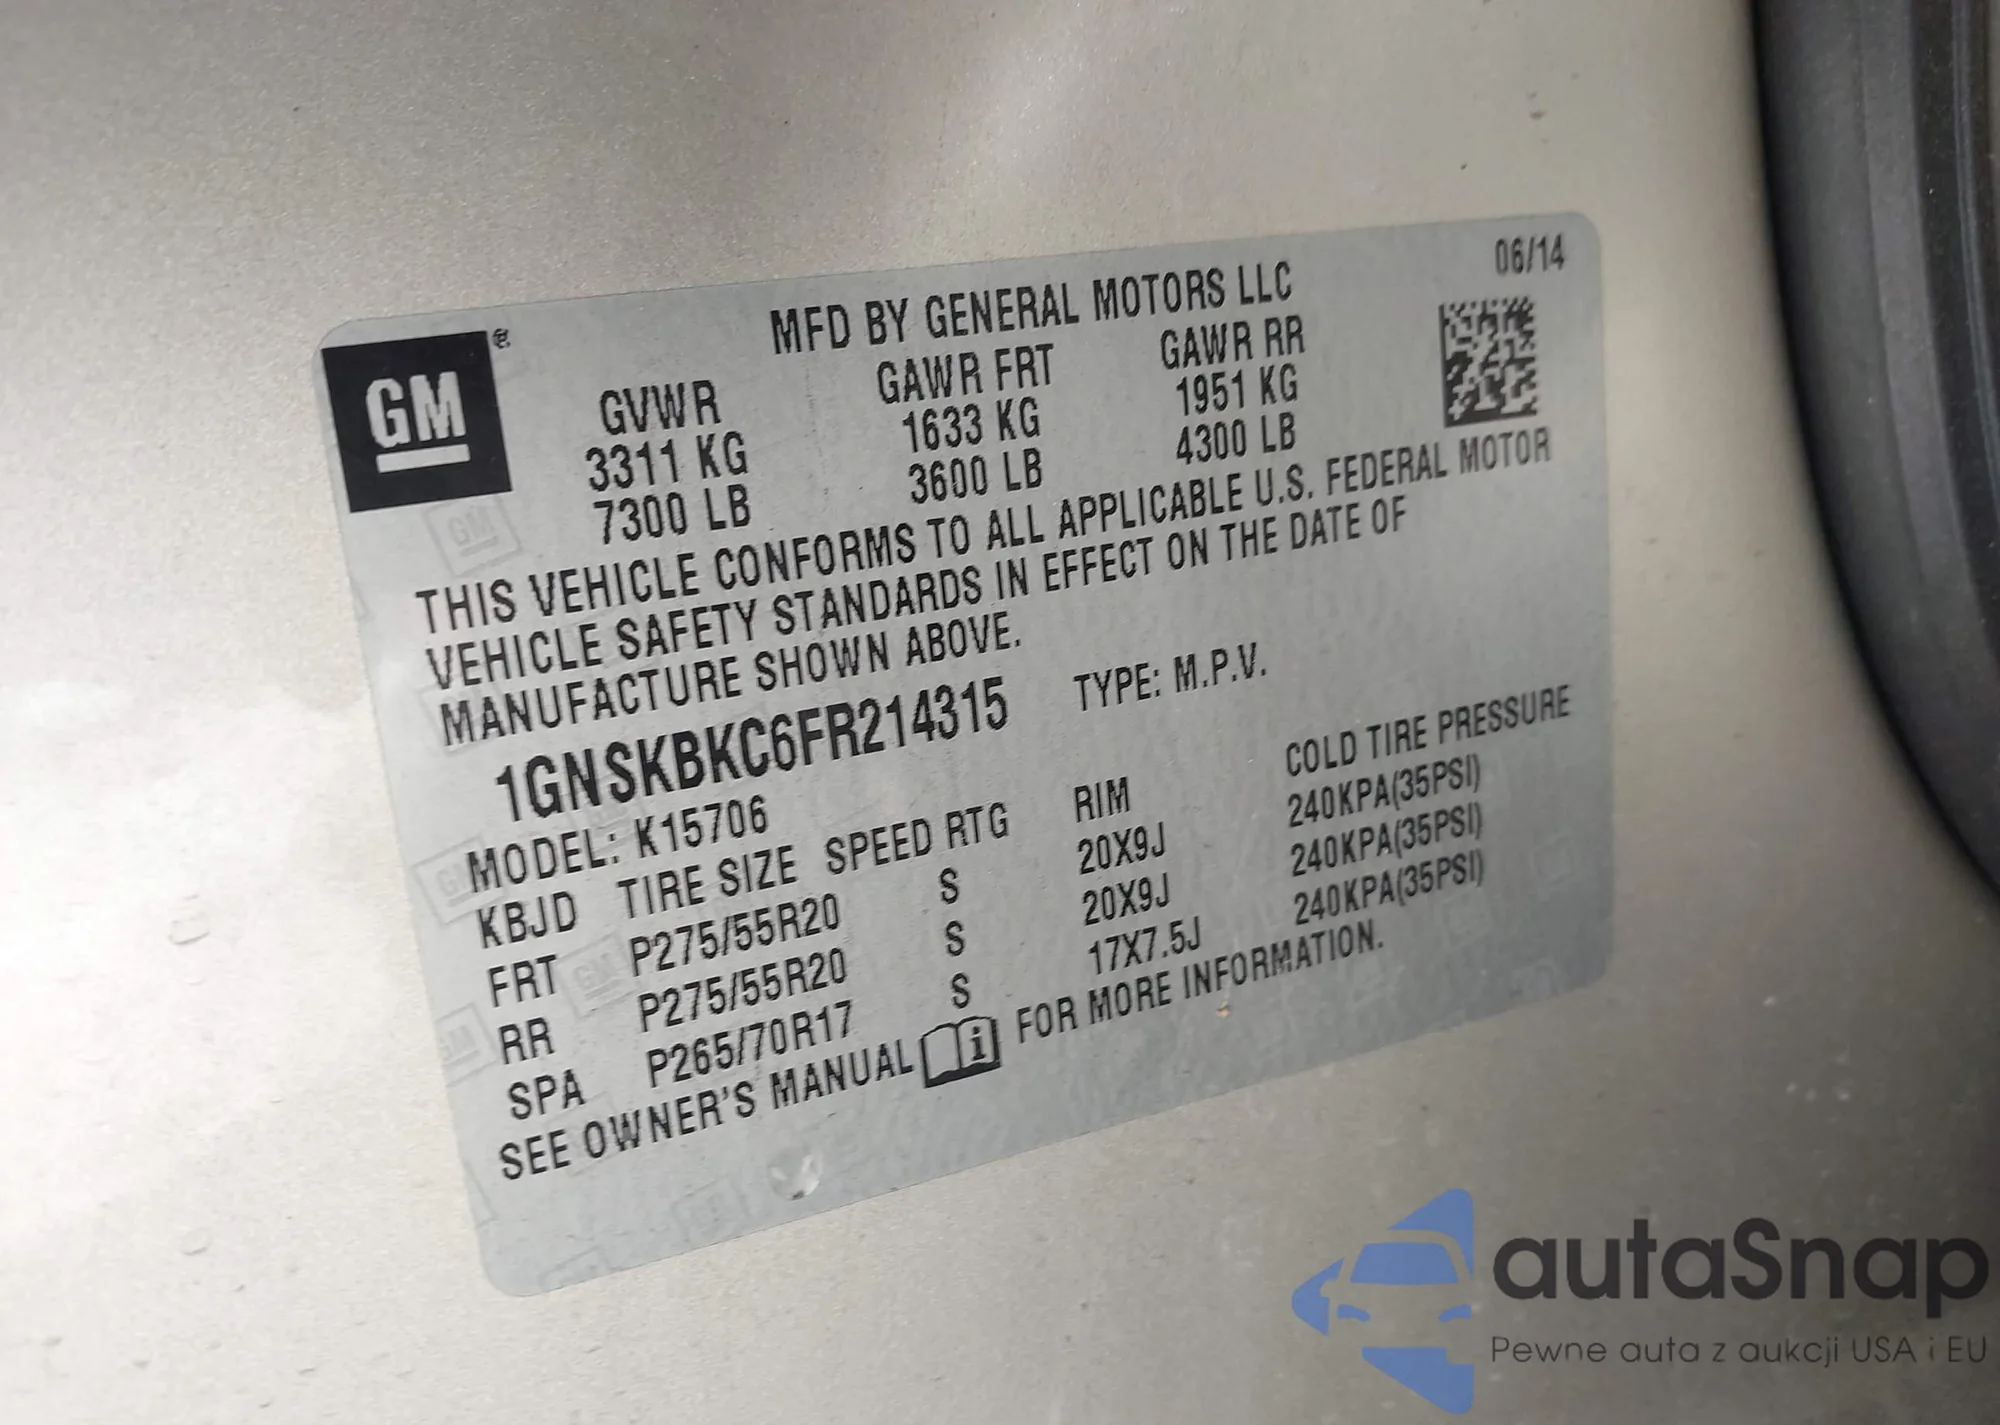 06/14
MFD BY GENERAL MOTORS LLC
GM®
GVWR GAWR FRT GAWR RR
3311 KG 1633 KG 1951 KG
7300 LB 3600 LB 4300 LB
THIS VEHICLE CONFORMS TO ALL APPLICABLE U.S. FEDERAL MOTOR
VEHICLE SAFETY STANDARDS IN EFFECT ON THE DATE OF
MANUFACTURE SHOWN ABOVE.
1GNSKBKC6FR214315 TYPE: M.P.V.
MODEL: K15706
KBJD TIRE SIZE SPEED RTG RIM COLD TIRE PRESSURE
FRT P275/55R20 S 20X9J 240KPA(35PSI)
RR P275/55R20 S 20X9J 240KPA(35PSI)
SPA P265/70R17 S 17X7.5J 240KPA(35PSI)
SEE OWNER'S MANUAL i FOR MORE INFORMATION.
autaSnap
Pewne auta z aukcji USA i EU